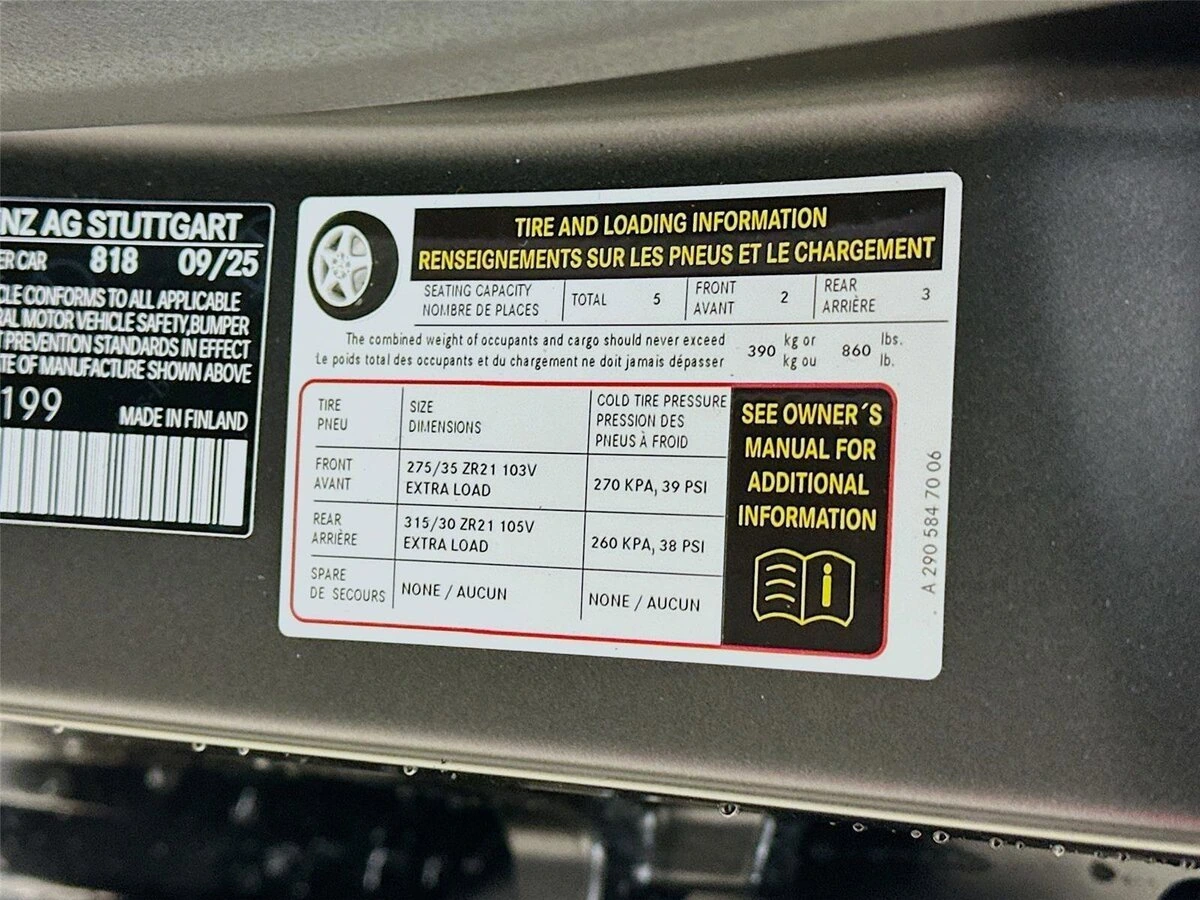 NZ AG STUTTGART
ER CAR 818 09/25
CLE CONFORMS TO ALL APPLICABLE
RAL MOTOR VEHICLE SAFETY,BUMPER
T PREVENTION STANDARDS IN EFFECT
TE OF MANUFACTURE SHOWN ABOVE
199
MADE IN FINLAND
TIRE AND LOADING INFORMATION
RENSEIGNEMENTS SUR LES PNEUS ET LE CHARGEMENT
SEATING CAPACITY
NOMBRE DE PLACES
TOTAL 5
FRONT
AVANT
2
REAR
ARRIÈRE
3
The combined weight of occupants and cargo should never exceed
Le poids total des occupants et du chargement ne doit jamais dépasser
390
kg or
kg ou
860
lbs.
lb.
TIRE
PNEU
SIZE
DIMENSIONS
COLD TIRE PRESSURE
PRESSION DES
PNEUS À FROID
FRONT
AVANT
275/35 ZR21 103V
EXTRA LOAD
270 KPA, 39 PSI
REAR
ARRIÈRE
315/30 ZR21 105V
EXTRA LOAD
260 KPA, 38 PSI
SPARE
DE SECOURS
NONE / AUCUN
NONE / AUCUN
SEE OWNER´S
MANUAL FOR
ADDITIONAL
INFORMATION
A 290 584 70 06